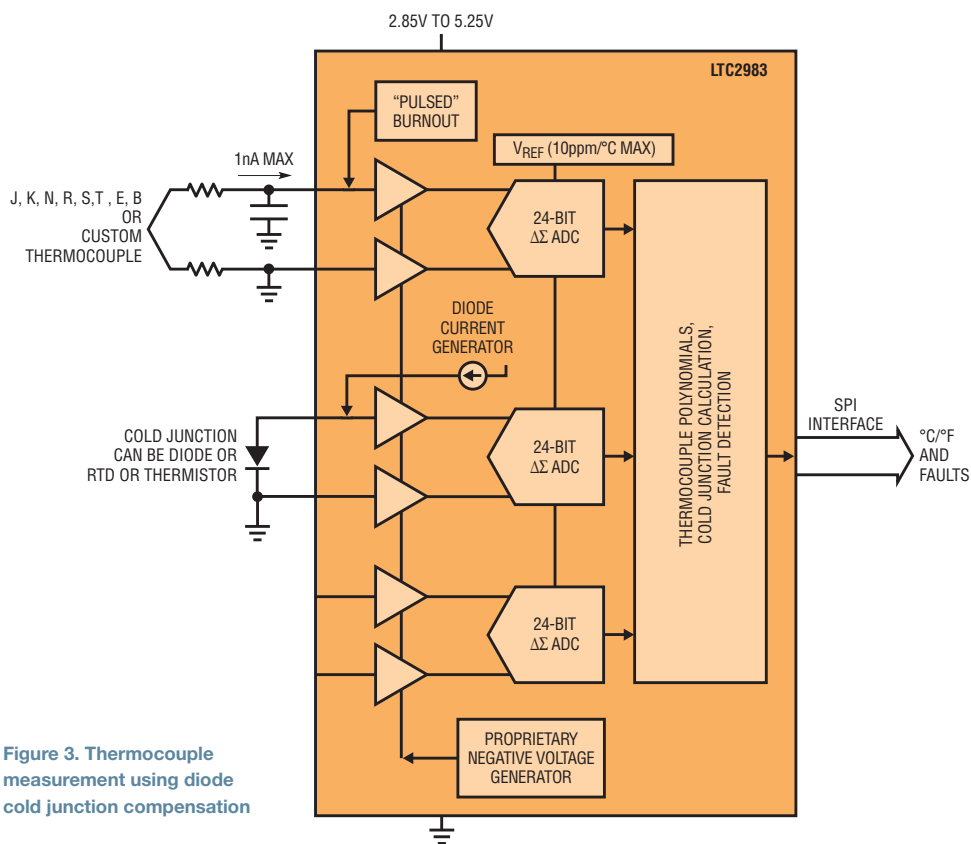 2.85V TO 5.25V
LTC2983
"PULSED"
BURNOUT
VREF (10ppm/°C MAX)
1nA MAX
J, K, N, R, S,T , E, B
OR
CUSTOM
THERMOCOUPLE
24-BIT
ΔΣ ADC
DIODE
CURRENT
GENERATOR
COLD JUNCTION
CAN BE DIODE OR
RTD OR THERMISTOR
24-BIT
ΔΣ ADC
THERMOCOUPLE POLYNOMIALS,
COLD JUNCTION CALCULATION,
FAULT DETECTION
SPI
INTERFACE
°C/°F
AND
FAULTS
24-BIT
ΔΣ ADC
PROPRIETARY
NEGATIVE VOLTAGE
GENERATOR
Figure 3. Thermocouple
measurement using diode
cold junction compensation